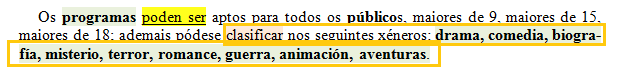 Os programas poden ser aptos para todos os públicos, maiores de 9, maiores de 15,
maiores de 18; ademais pódese clasificar nos seguintes xéneros: drama, comedia, biogra-
fía, misterio, terror, romance, guerra, animación, aventuras.